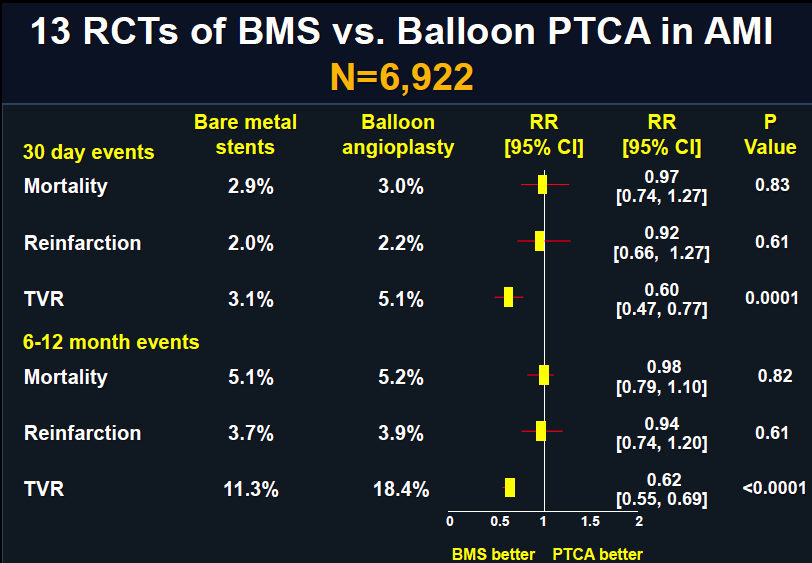 13 RCTs of BMS vs. Balloon PTCA in AMI
N=6,922
Bare metal stents Balloon angioplasty RR [95% CI] RR [95% CI] P Value
30 day events
Mortality 2.9% 3.0% 0.97 [0.74, 1.27] 0.83
Reinfarction 2.0% 2.2% 0.92 [0.66, 1.27] 0.61
TVR 3.1% 5.1% 0.60 [0.47, 0.77] 0.0001
6-12 month events
Mortality 5.1% 5.2% 0.98 [0.79, 1.10] 0.82
Reinfarction 3.7% 3.9% 0.94 [0.74, 1.20] 0.61
TVR 11.3% 18.4% 0.62 [0.55, 0.69] <0.0001
0 0.5 1 1.5 2
BMS better PTCA better